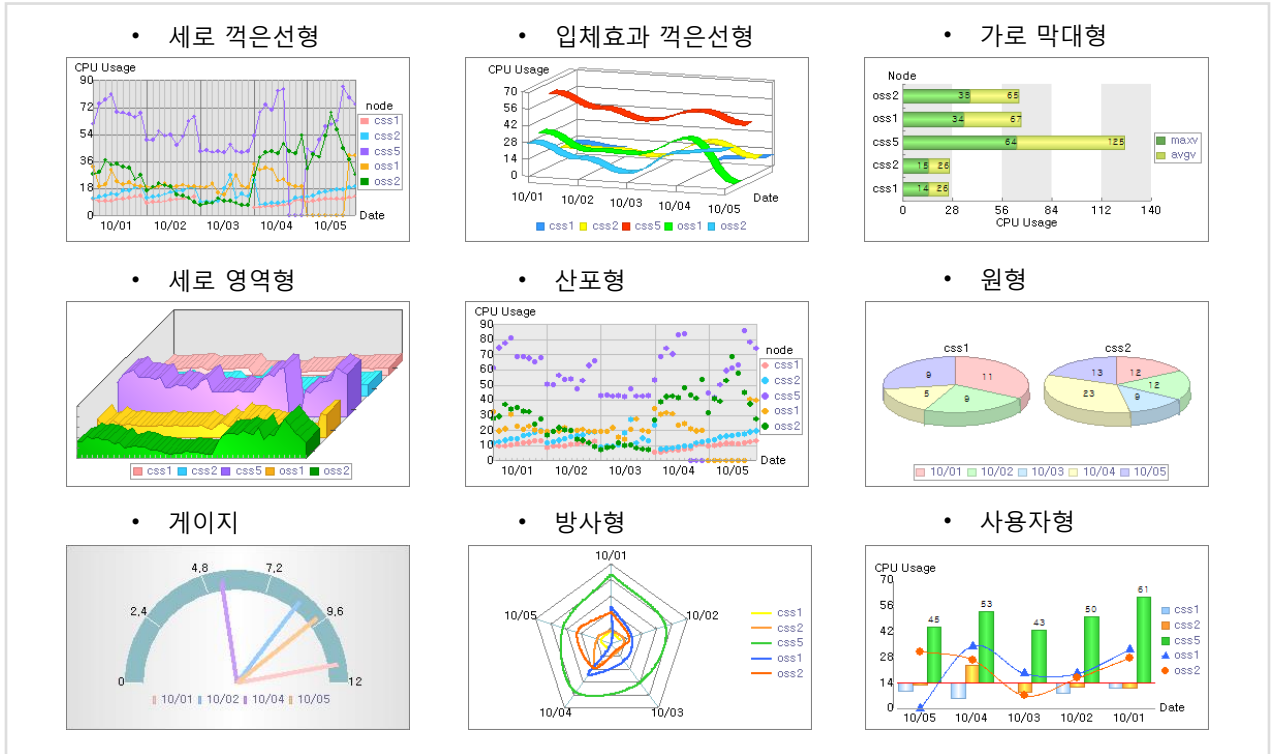 • 세로 꺽은선형
CPU Usage
90
72
54
36
18
0
10/01 10/02 10/03 10/04 10/05
Date
node
css1
css2
css5
oss1
oss2
• 입체효과 꺽은선형
CPU Usage
70
56
42
28
14
0
10/01 10/02 10/03 10/04 10/05
Date
css1 css2 css5 oss1 oss2
• 가로 막대형
Node
oss2 38 65
oss1 34 67
css5 64 125
css2 15 26
css1 14 26
0 28 56 84 112 140
CPU Usage
maxv
avgv
• 세로 영역형
css1 css2 css5 oss1 oss2
• 산포형
CPU Usage
90
80
70
60
50
40
30
20
10
0
10/01 10/02 10/03 10/04 10/05
Date
node
css1
css2
css5
oss1
oss2
• 원형
css1
9 11
5 9
css2
13 12
12
23 9
10/01 10/02 10/03 10/04 10/05
• 게이지
4,8 7,2
2,4 9,6
0 12
10/01 10/02 10/04 10/05
• 방사형
10/01
10/05 10/02
10/04 10/03
css1
css2
css5
oss1
oss2
• 사용자형
CPU Usage
70
56
42
28
14
0
45 53 43 50 61
10/05 10/04 10/03 10/02 10/01
Date
css1
css2
css5
oss1
oss2